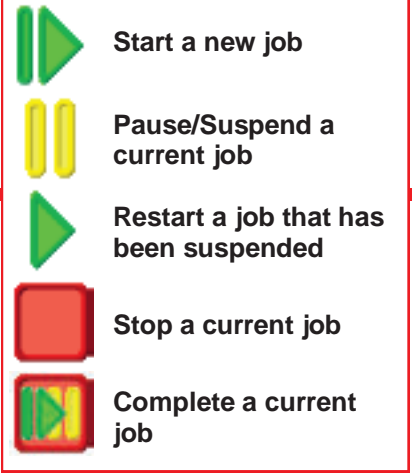 Start a new job
Pause/Suspend a
current job
Restart a job that has
been suspended
Stop a current job
Complete a current
job